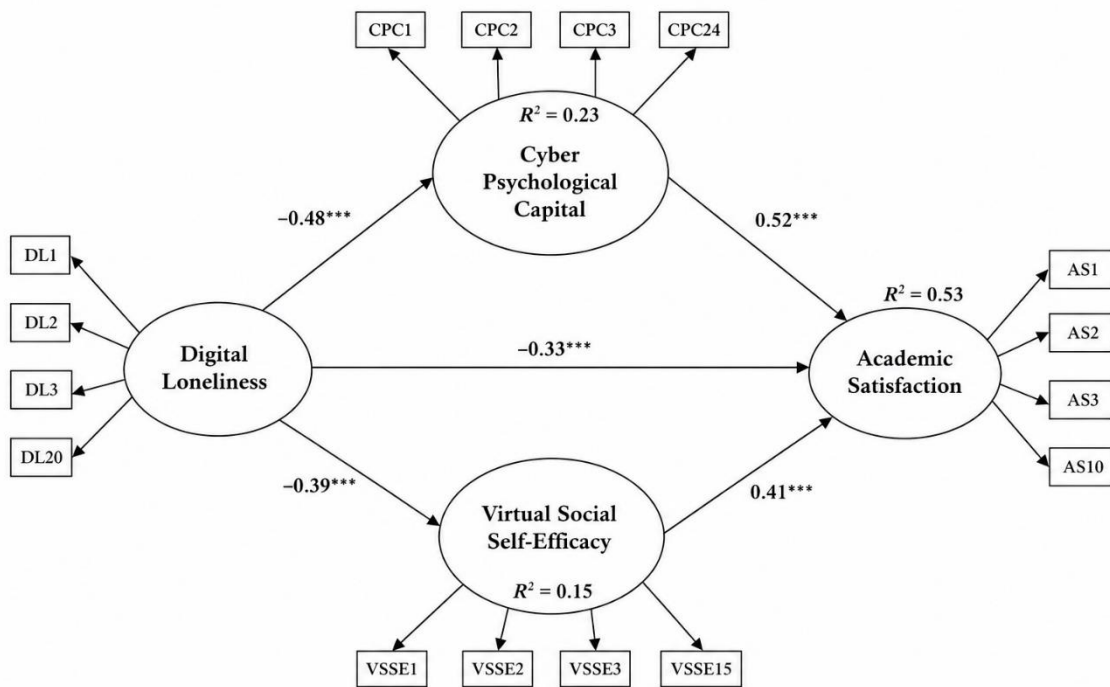 CPC1
CPC2
CPC3
CPC24
R² = 0.23
Cyber
Psychological
Capital
−0.48***
0.52***
DL1
DL2
DL3
DL20
Digital
Loneliness
−0.33***
R² = 0.53
Academic
Satisfaction
AS1
AS2
AS3
AS10
−0.39***
0.41***
Virtual Social
Self-Efficacy
R² = 0.15
VSSE1
VSSE2
VSSE3
VSSE15